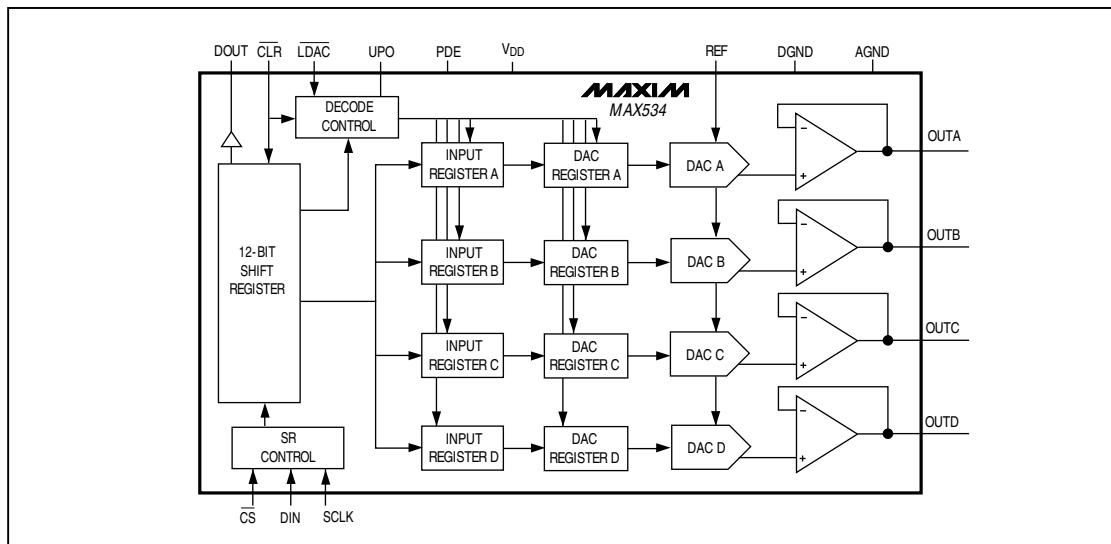 DOUT
CLR
LDAC
UPO
PDE
VDD
REF
DGND
AGND
MAXIM
MAX534
DECODE
CONTROL
12-BIT
SHIFT
REGISTER
SR
CONTROL
CS
DIN
SCLK
INPUT
REGISTER A
DAC
REGISTER A
DAC A
OUTA
INPUT
REGISTER B
DAC
REGISTER B
DAC B
OUTB
INPUT
REGISTER C
DAC
REGISTER C
DAC C
OUTC
INPUT
REGISTER D
DAC
REGISTER D
DAC D
OUTD
−
+
−
+
−
+
−
+